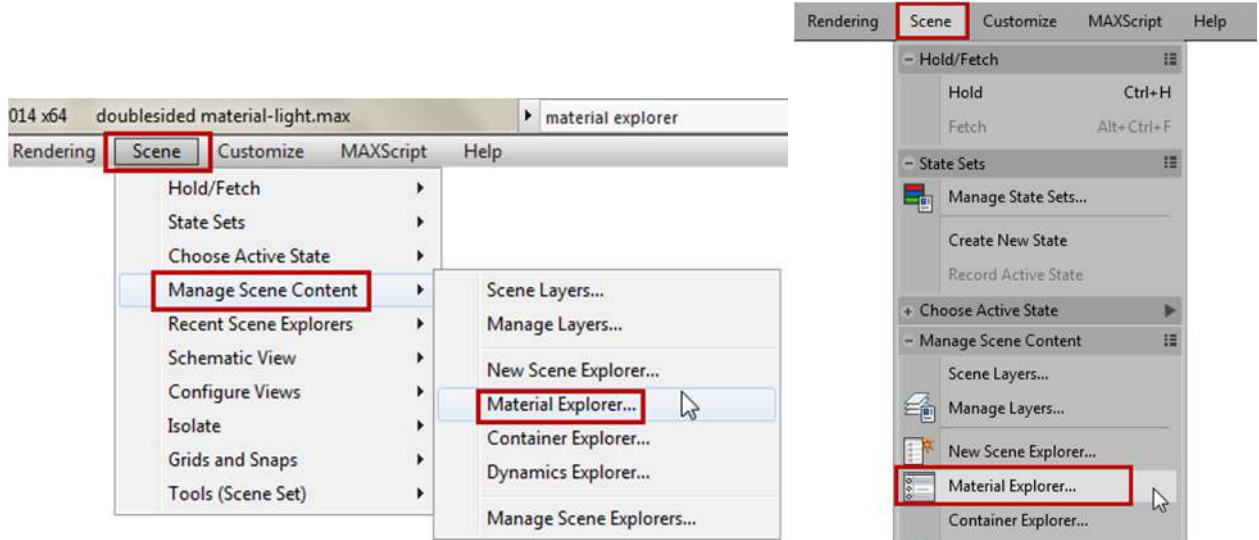 014 x64 doublesided material-light.max material explorer
Rendering Scene Customize MAXScript Help
Hold/Fetch
State Sets
Choose Active State
Manage Scene Content
Recent Scene Explorers
Schematic View
Configure Views
Isolate
Grids and Snaps
Tools (Scene Set)
Scene Layers...
Manage Layers...
New Scene Explorer...
Material Explorer...
Container Explorer...
Dynamics Explorer...
Manage Scene Explorers...
Rendering Scene Customize MAXScript Help
- Hold/Fetch
Hold Ctrl+H
Fetch Alt+Ctrl+F
- State Sets
Manage State Sets...
Create New State
Record Active State
+ Choose Active State
- Manage Scene Content
Scene Layers...
Manage Layers...
New Scene Explorer...
Material Explorer...
Container Explorer...